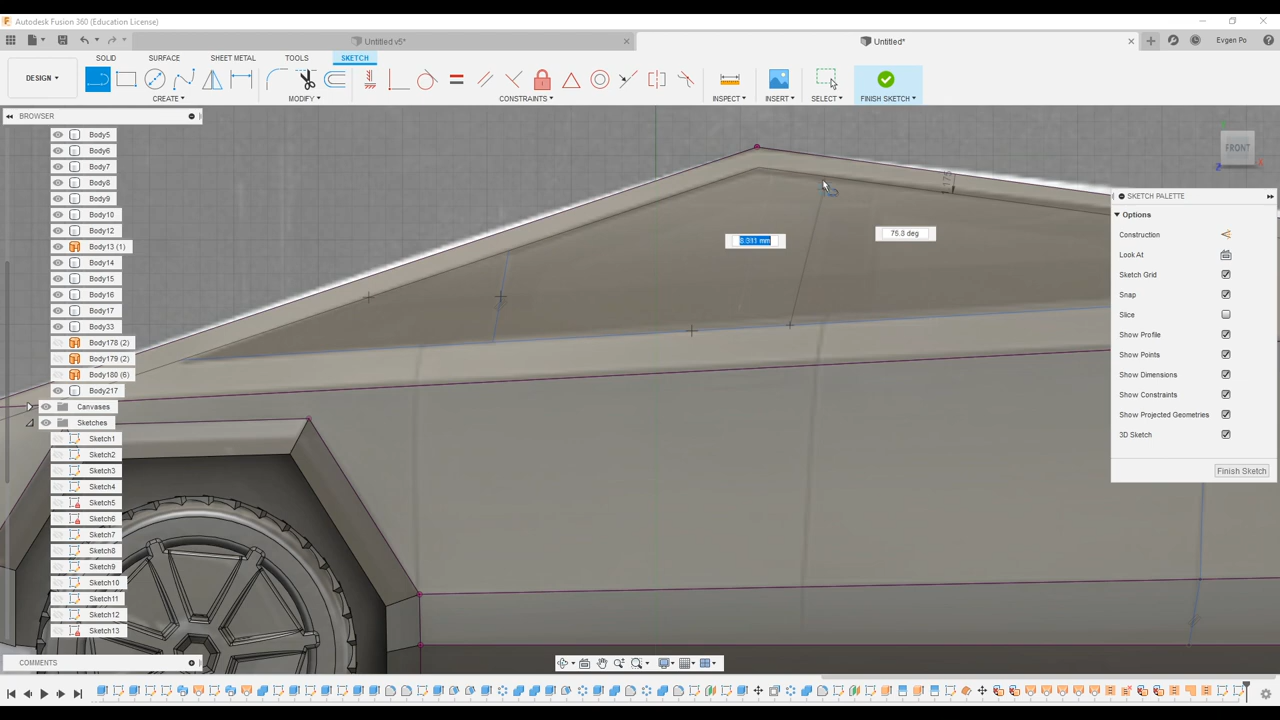 Autodesk Fusion 360 (Education License)
Untitled v5*
Untitled*
Evgen Po
DESIGN
SOLID
SURFACE
SHEET METAL
TOOLS
SKETCH
CREATE
MODIFY
CONSTRAINTS
INSPECT
INSERT
SELECT
FINISH SKETCH
BROWSER
Body5
Body6
Body7
Body8
Body9
Body10
Body12
Body13 (1)
Body14
Body15
Body16
Body17
Body33
Body178 (2)
Body179 (2)
Body180 (6)
Body217
Canvases
Sketches
Sketch1
Sketch2
Sketch3
Sketch4
Sketch5
Sketch6
Sketch7
Sketch8
Sketch9
Sketch10
Sketch11
Sketch12
Sketch13
75.8 deg
FRONT
Z
SKETCH PALETTE
Options
Construction
Look At
Sketch Grid
Snap
Slice
Show Profile
Show Points
Show Dimensions
Show Constraints
Show Projected Geometries
3D Sketch
Finish Sketch
COMMENTS